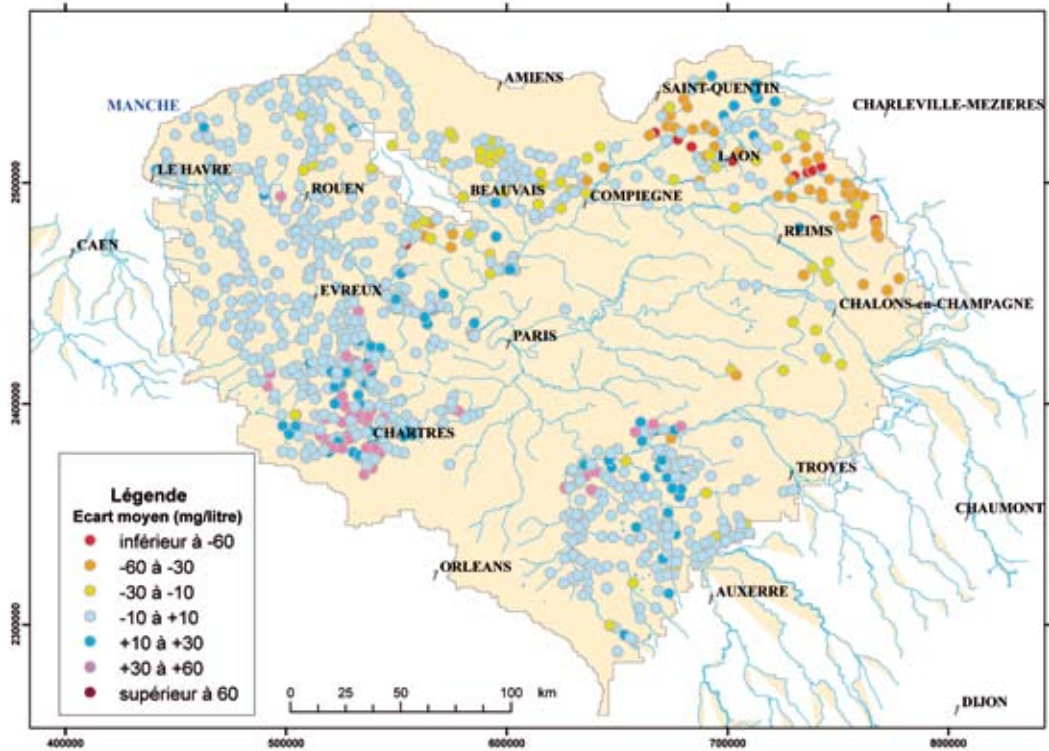 AMIENS
SAINT-QUENTIN
MANCHE
CHARLEVILLE-MEZIERES
LAON
LE HAVRE
2500000
ROUEN
BEAUVAIS
COMPIEGNE
CAEN
REIMS
EVREUX
CHALONS-en-CHAMPAGNE
PARIS
2400000
CHARTRES
TROYES
Légende
Ecart moyen (mg/litre)
inférieur à -60
-60 à -30
-30 à -10
-10 à +10
+10 à +30
+30 à +60
supérieur à 60
CHAUMONT
ORLEANS
AUXERRE
2300000
0 25 50 100 km
DIJON
400000 500000 600000 700000 8000000